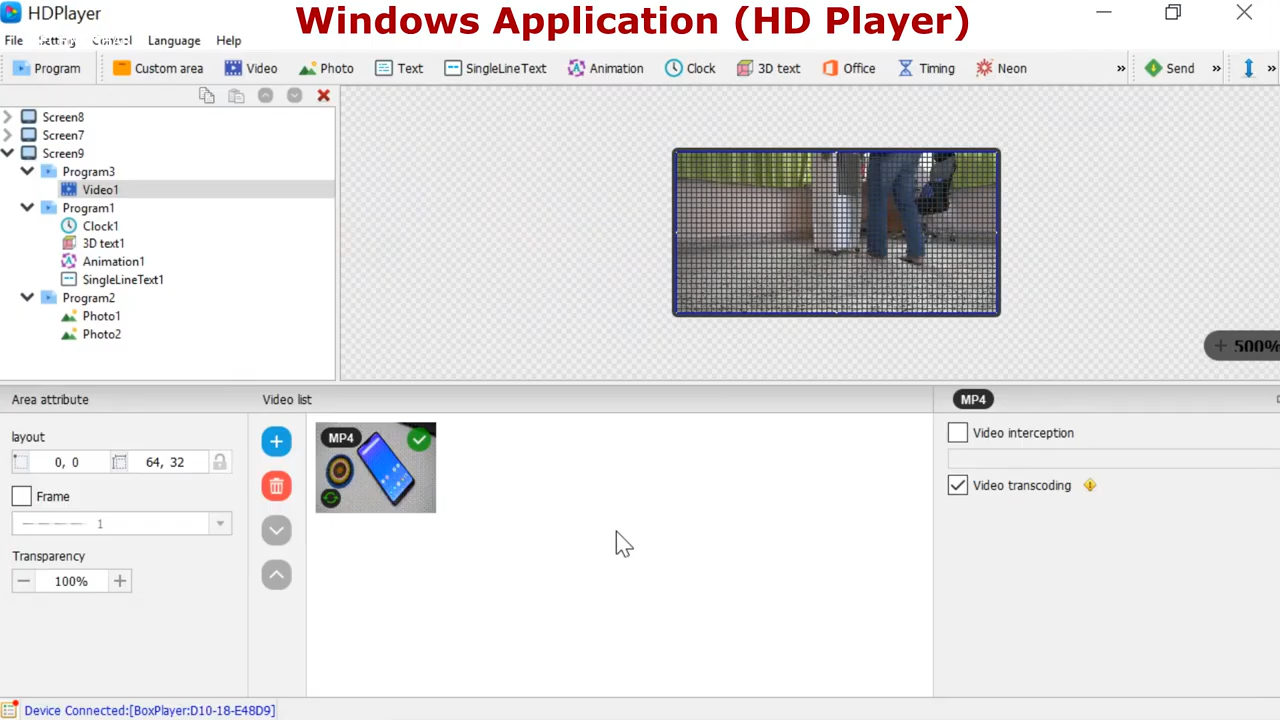 Windows Application (HD Player)
HDPlayer
File Setting Control Language Help
Program Custom area Video Photo Text SingleLineText Animation Clock 3D text Office Timing Neon » Send » »
Screen8
Screen7
Screen9
Program3
Video1
Program1
Clock1
3D text1
Animation1
SingleLineText1
Program2
Photo1
Photo2
+ 500%
Area attribute
Video list
MP4
layout
0, 0
64, 32
Frame
1
Transparency
100%
MP4
Video interception
Video transcoding
Device Connected:[BoxPlayer:D10-18-E48D9]